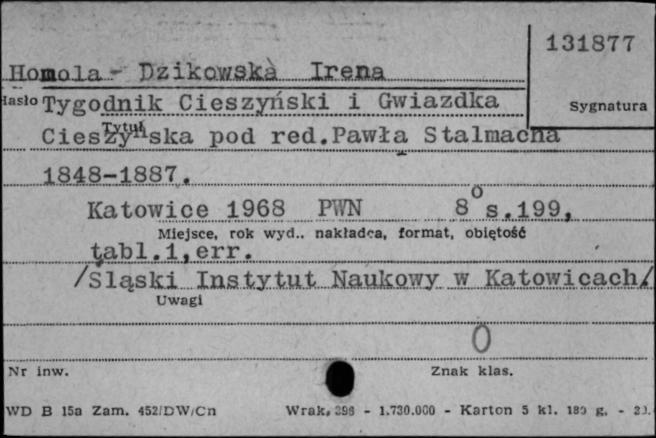 131877
Homola- Dzikowska Irena
Hasło Tygodnik Cieszyński i Gwiazdka
Sygnatura
Tytuł
Cieszyńska pod red.Pawła Stalmacha
1848-1887.
Katowice 1968 PWN 8° s.199,
Miejsce, rok wyd.. nakładca, format, obiętość
tabl.1,err.
/Śląski Instytut Naukowy w Katowicach/
Uwagi
0
Nr inw.
Znak klas.
WD B 15a Zam. 452/DW/Cn Wrak, 396 - 1.730.000 - Karton 5 kl. 180 g. -